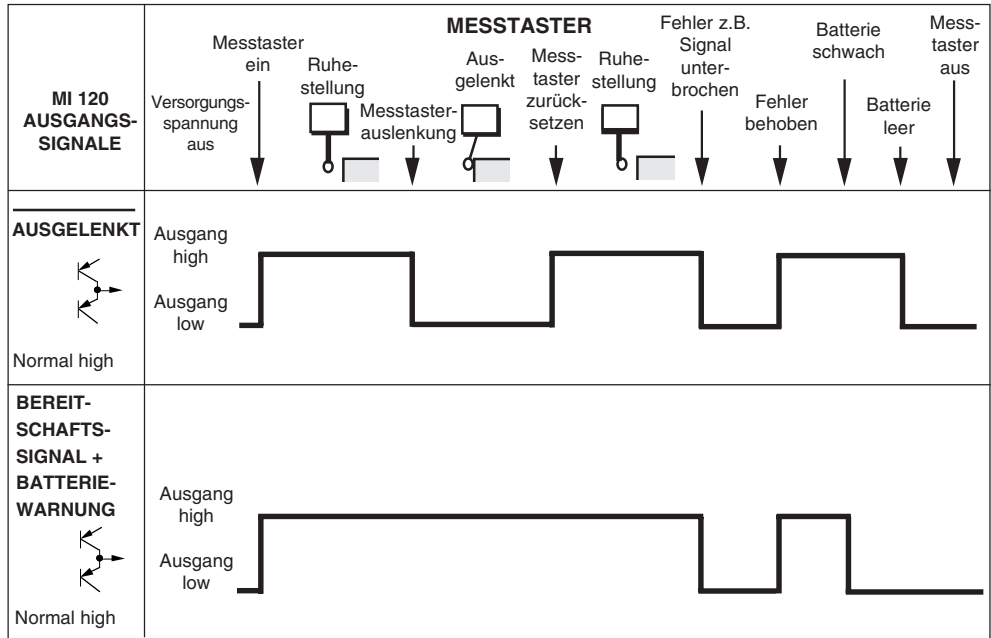 MI 120
AUSGANGS-
SIGNALE
MESSTASTER
Versorgungs-
spannung
aus
Messtaster
ein
Ruhe-
stellung
Messtaster-
auslenkung
Aus-
gelenkt
Mess-
taster
zurück-
setzen
Ruhe-
stellung
Fehler z.B.
Signal
unter-
brochen
Fehler
behoben
Batterie
schwach
Batterie
leer
Mess-
taster
aus
AUSGELENKT
Normal high
Ausgang
high
Ausgang
low
BEREIT-
SCHAFTS-
SIGNAL +
BATTERIE-
WARNUNG
Normal high
Ausgang
high
Ausgang
low